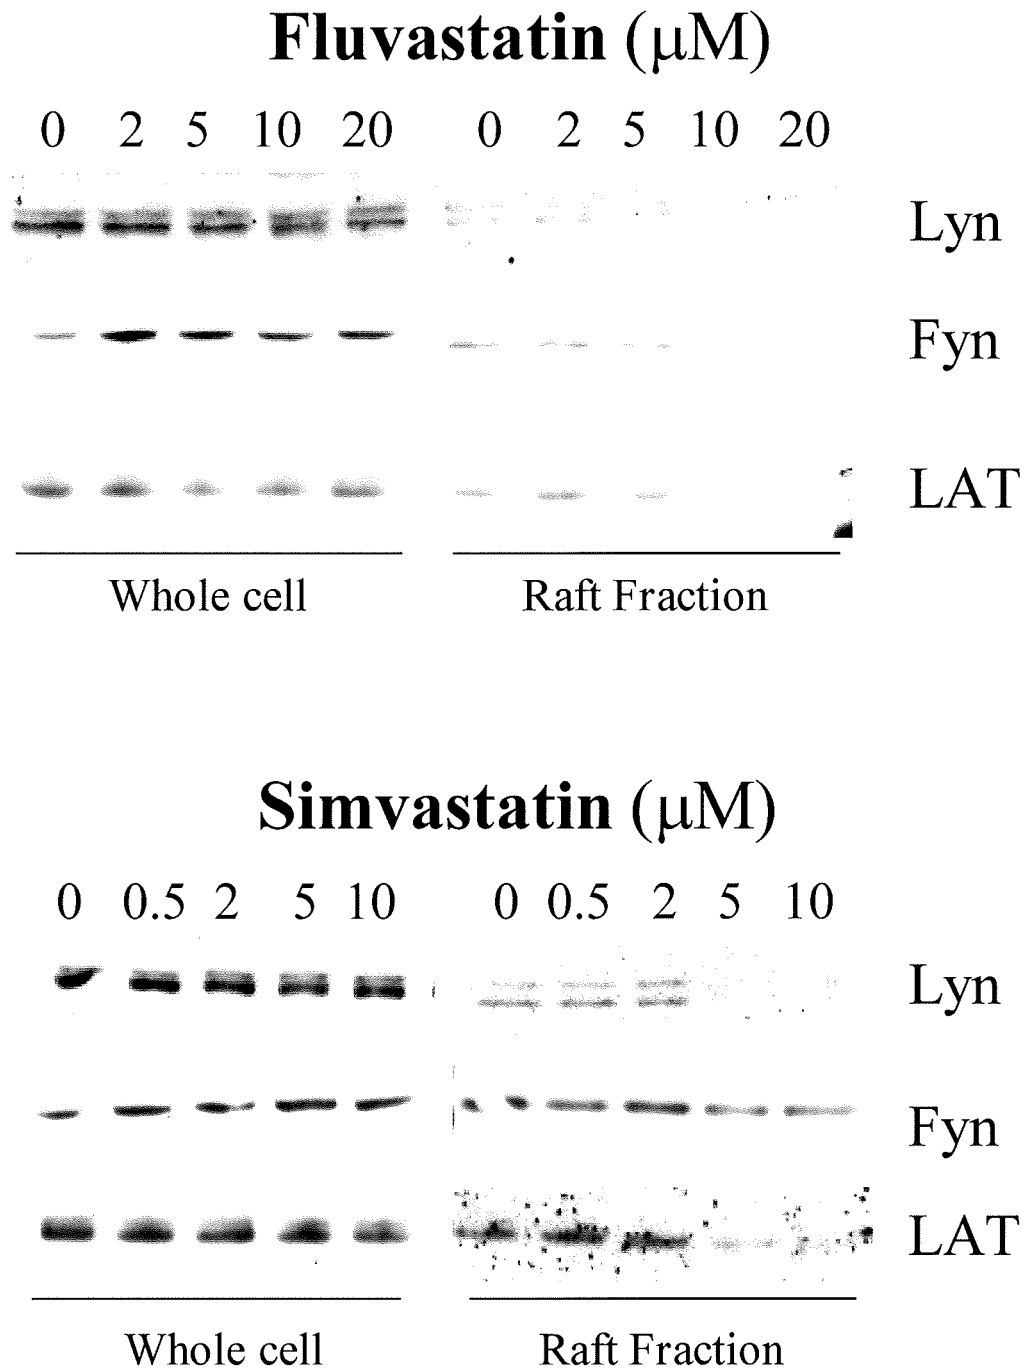 Fluvastatin (μM)
0 2 5 10 20 0 2 5 10 20
Lyn
Fyn
LAT
Whole cell Raft Fraction
Simvastatin (μM)
0 0.5 2 5 10 0 0.5 2 5 10
Lyn
Fyn
LAT
Whole cell Raft Fraction